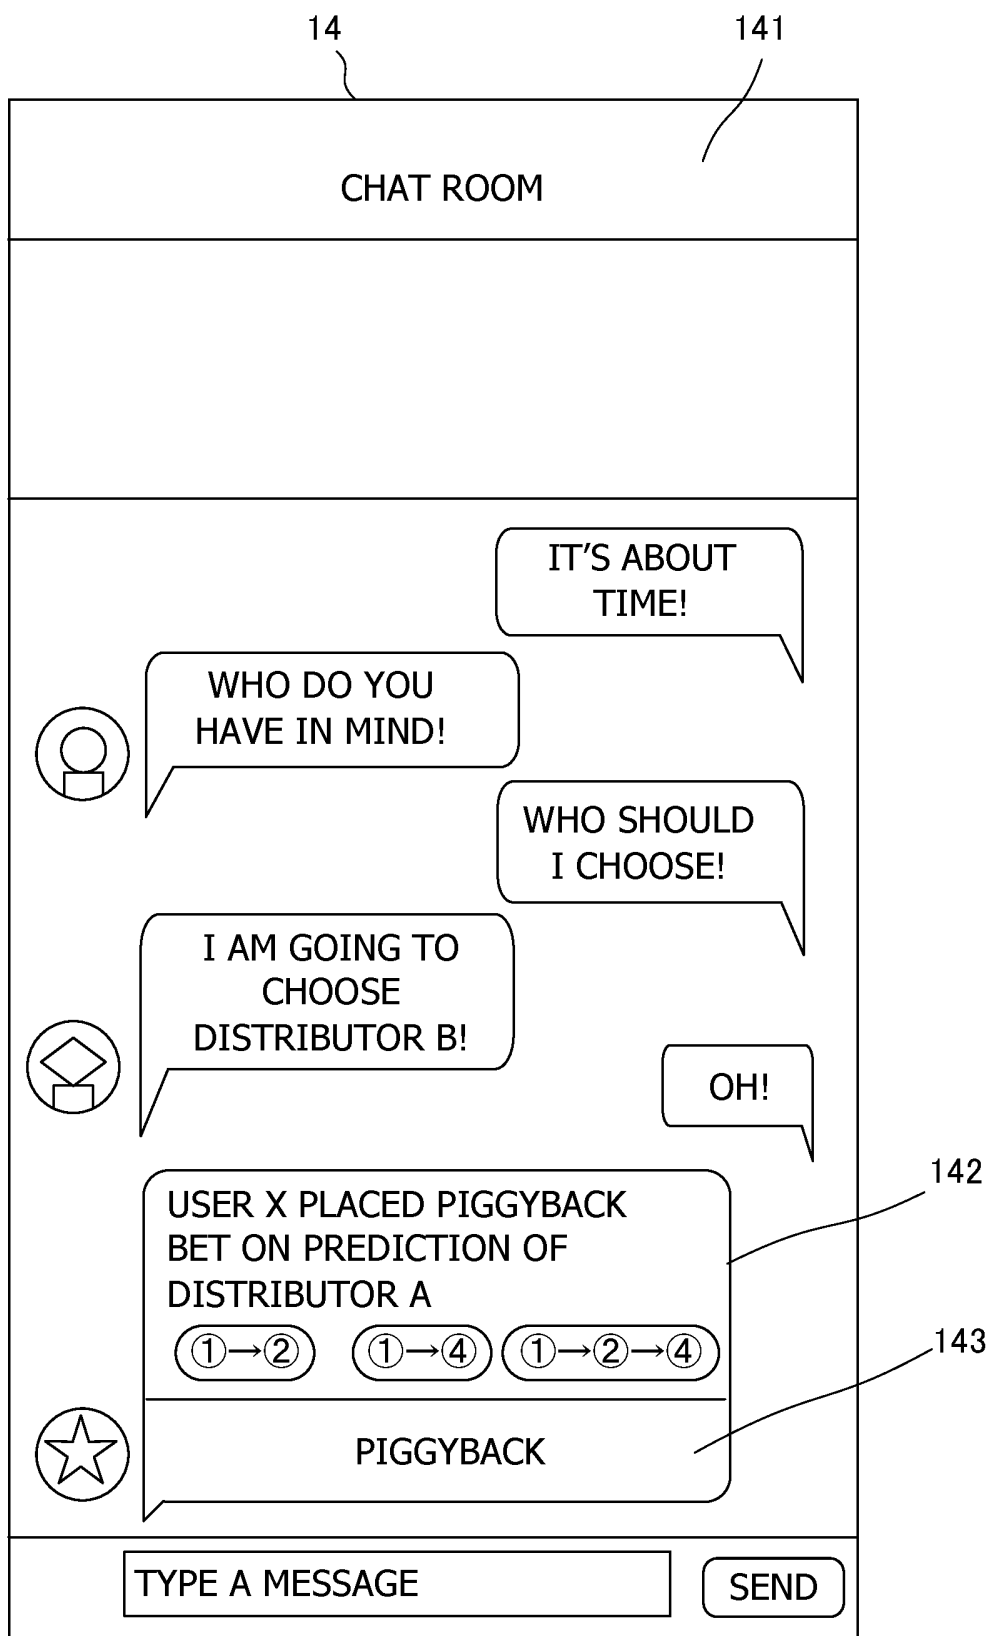 14
141
CHAT ROOM
IT'S ABOUT
TIME!
WHO DO YOU
HAVE IN MIND!
WHO SHOULD
I CHOOSE!
I AM GOING TO
CHOOSE
DISTRIBUTOR B!
OH!
142
USER X PLACED PIGGYBACK
BET ON PREDICTION OF
DISTRIBUTOR A
①→② ①→④ ①→②→④
143
PIGGYBACK
TYPE A MESSAGE SEND